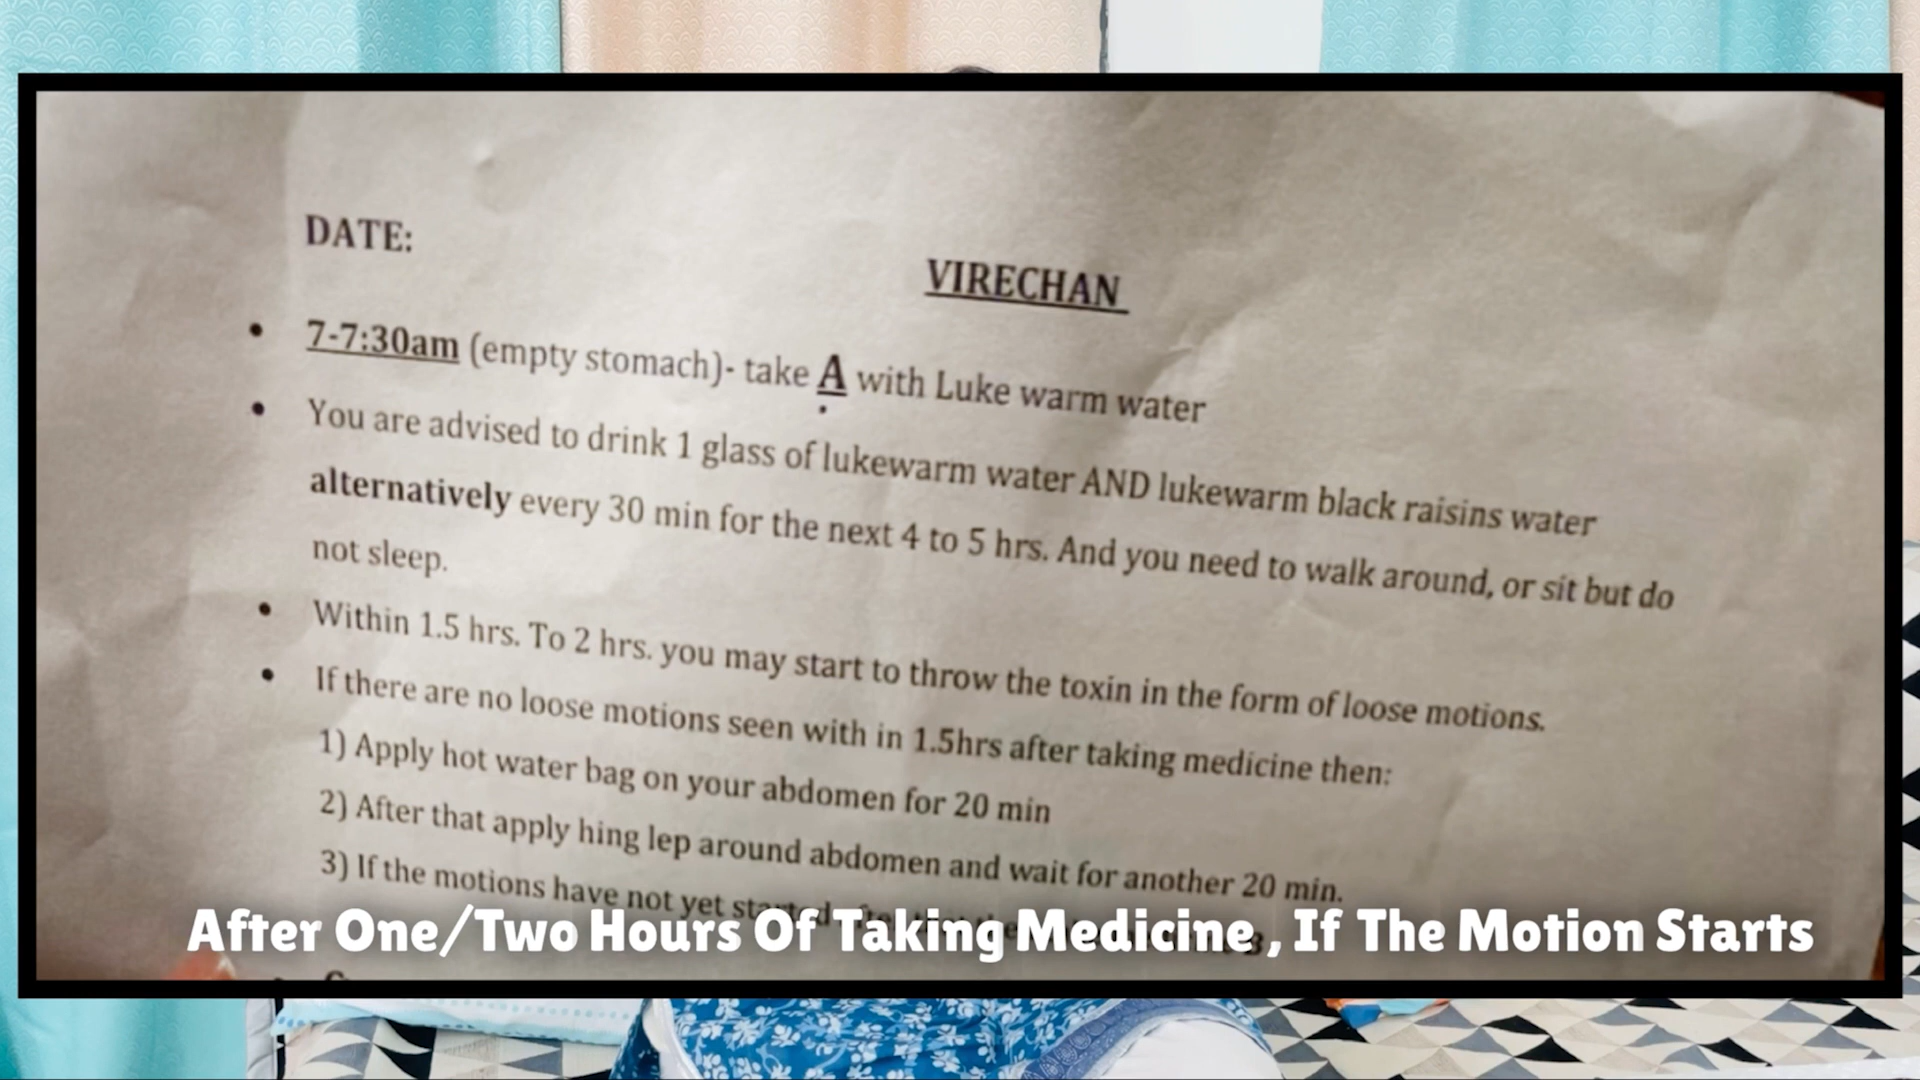 DATE:
VIRECHAN
• 7-7:30am (empty stomach)- take A with Luke warm water
• You are advised to drink 1 glass of lukewarm water AND lukewarm black raisins water
alternatively every 30 min for the next 4 to 5 hrs. And you need to walk around, or sit but do
not sleep.
• Within 1.5 hrs. To 2 hrs. you may start to throw the toxin in the form of loose motions.
• If there are no loose motions seen with in 1.5hrs after taking medicine then:
1) Apply hot water bag on your abdomen for 20 min
2) After that apply hing lep around abdomen and wait for another 20 min.
3) If the motions have not yet started
After One/Two Hours Of Taking Medicine , If The Motion Starts